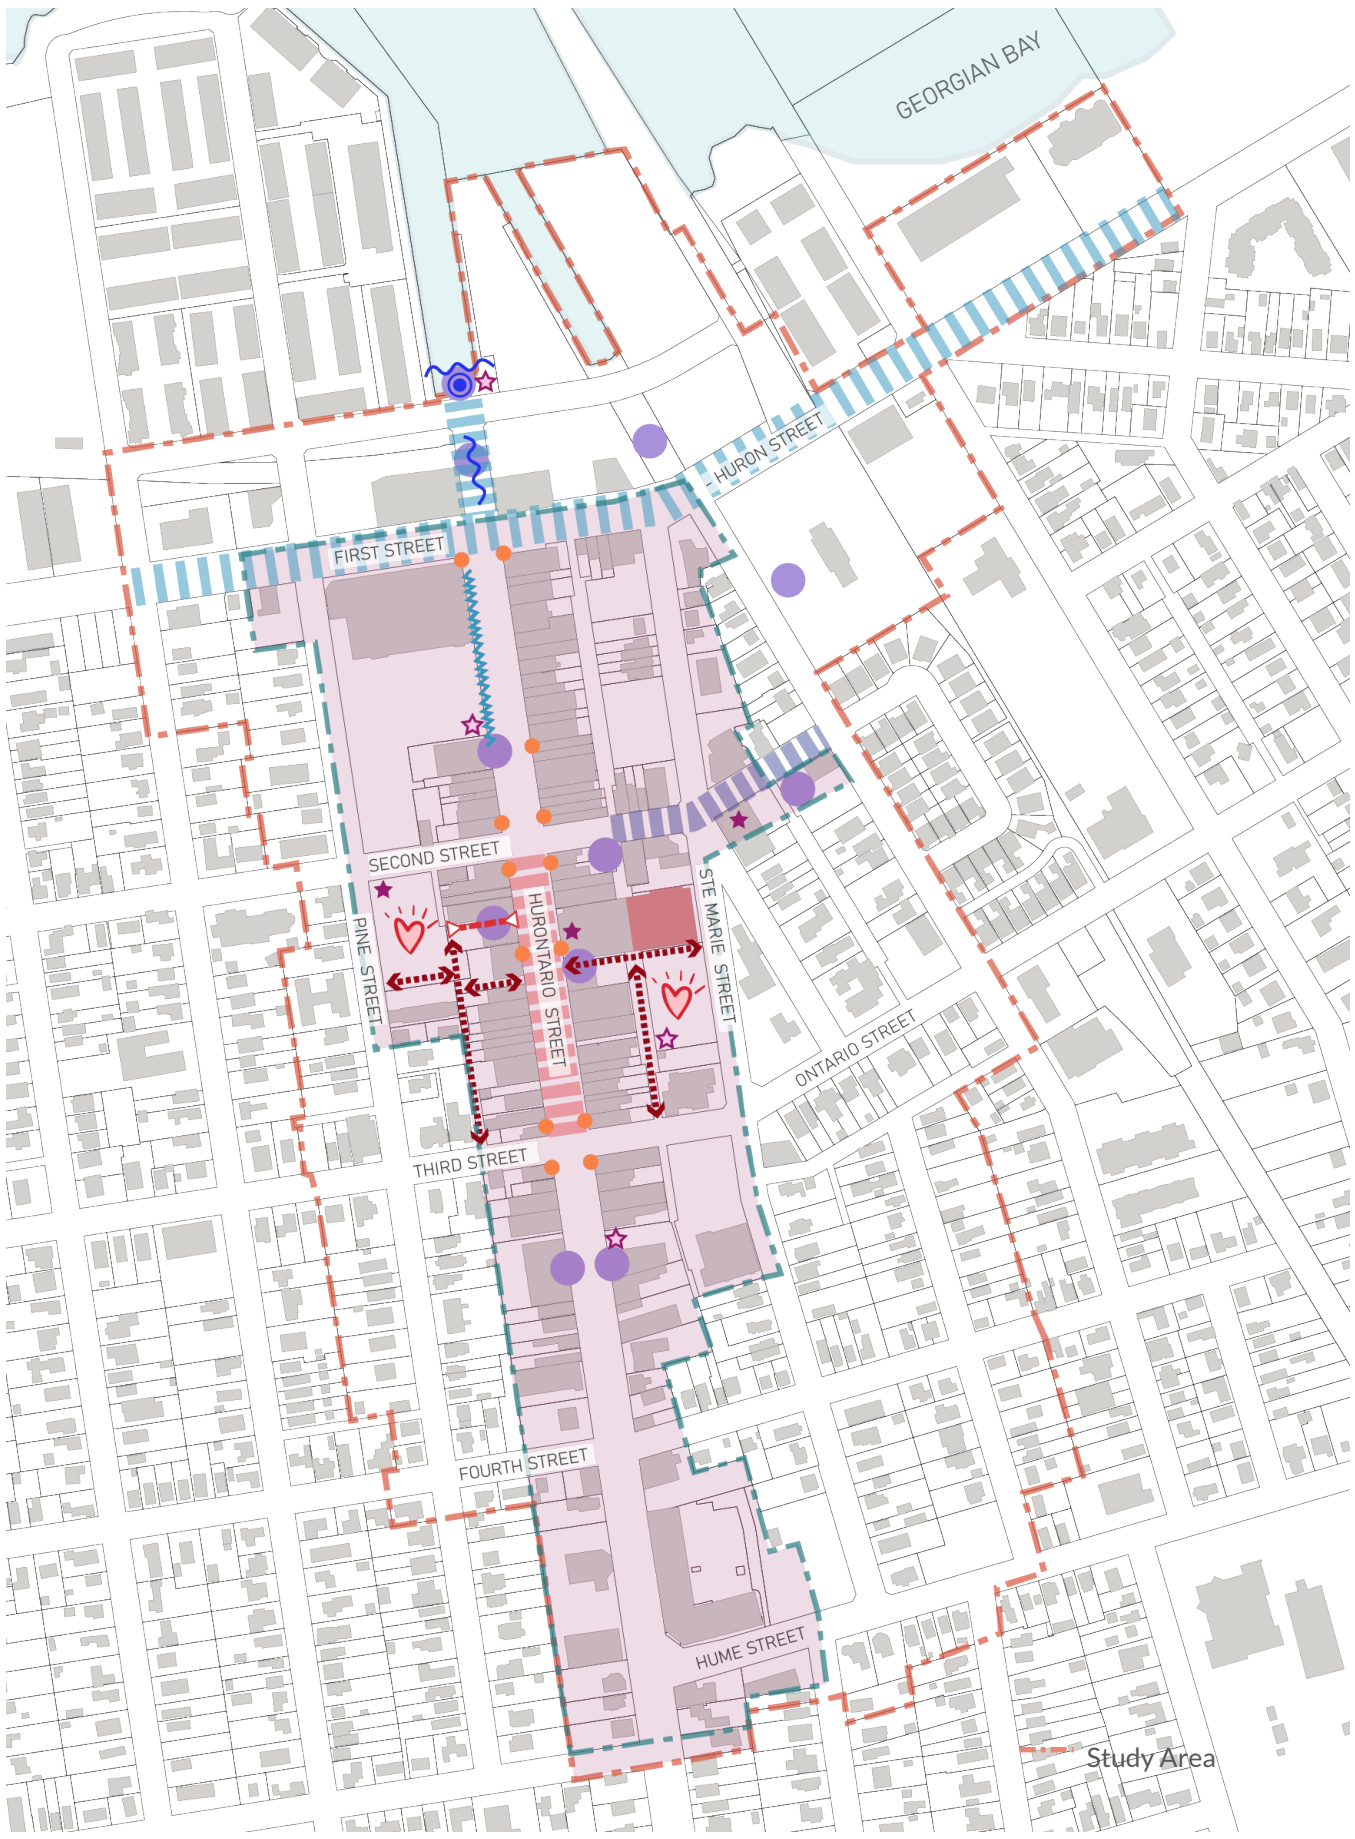 GEORGIAN BAY
HURON STREET
FIRST STREET
SECOND STREET
PINE STREET
HURONTARIO STREET
STE MARIE STREET
ONTARIO STREET
THIRD STREET
FOURTH STREET
HUME STREET
Study Area